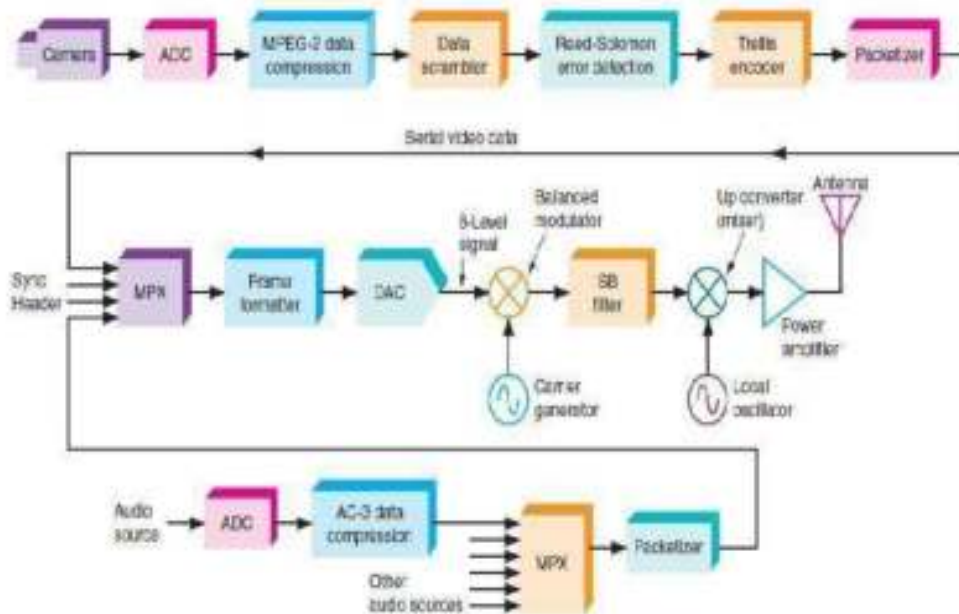 Camera
ADC
MPEG-2 data
compression
Data
scrambler
Reed-Solomon
error detection
Trellis
encoder
Packetizer
Serial video data
Antenna
Balanced
modulator
Up converter
(mixer)
8-Level
signal
Sync
Header
MPX
Frame
formatter
DAC
SB
filter
Power
amplifier
Carrier
generator
Local
oscillator
Audio
source
ADC
AC-3 data
compression
MPX
Packetizer
Other
audio sources